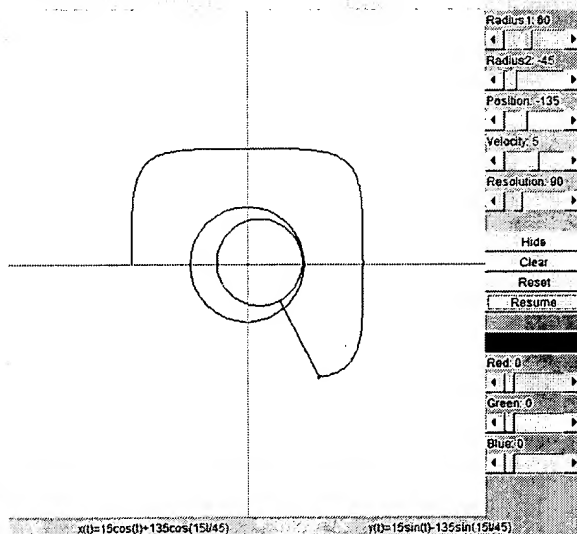 Radius1: 60
Radius2: -45
Position: -135
Velocity: 5
Resolution: 90
Hide
Clear
Reset
Resume
Red: 0
Green: 0
Blue: 0
x(t)=15cos(t)+135cos(15t/45)
y(t)=15sin(t)-135sin(15t/45)